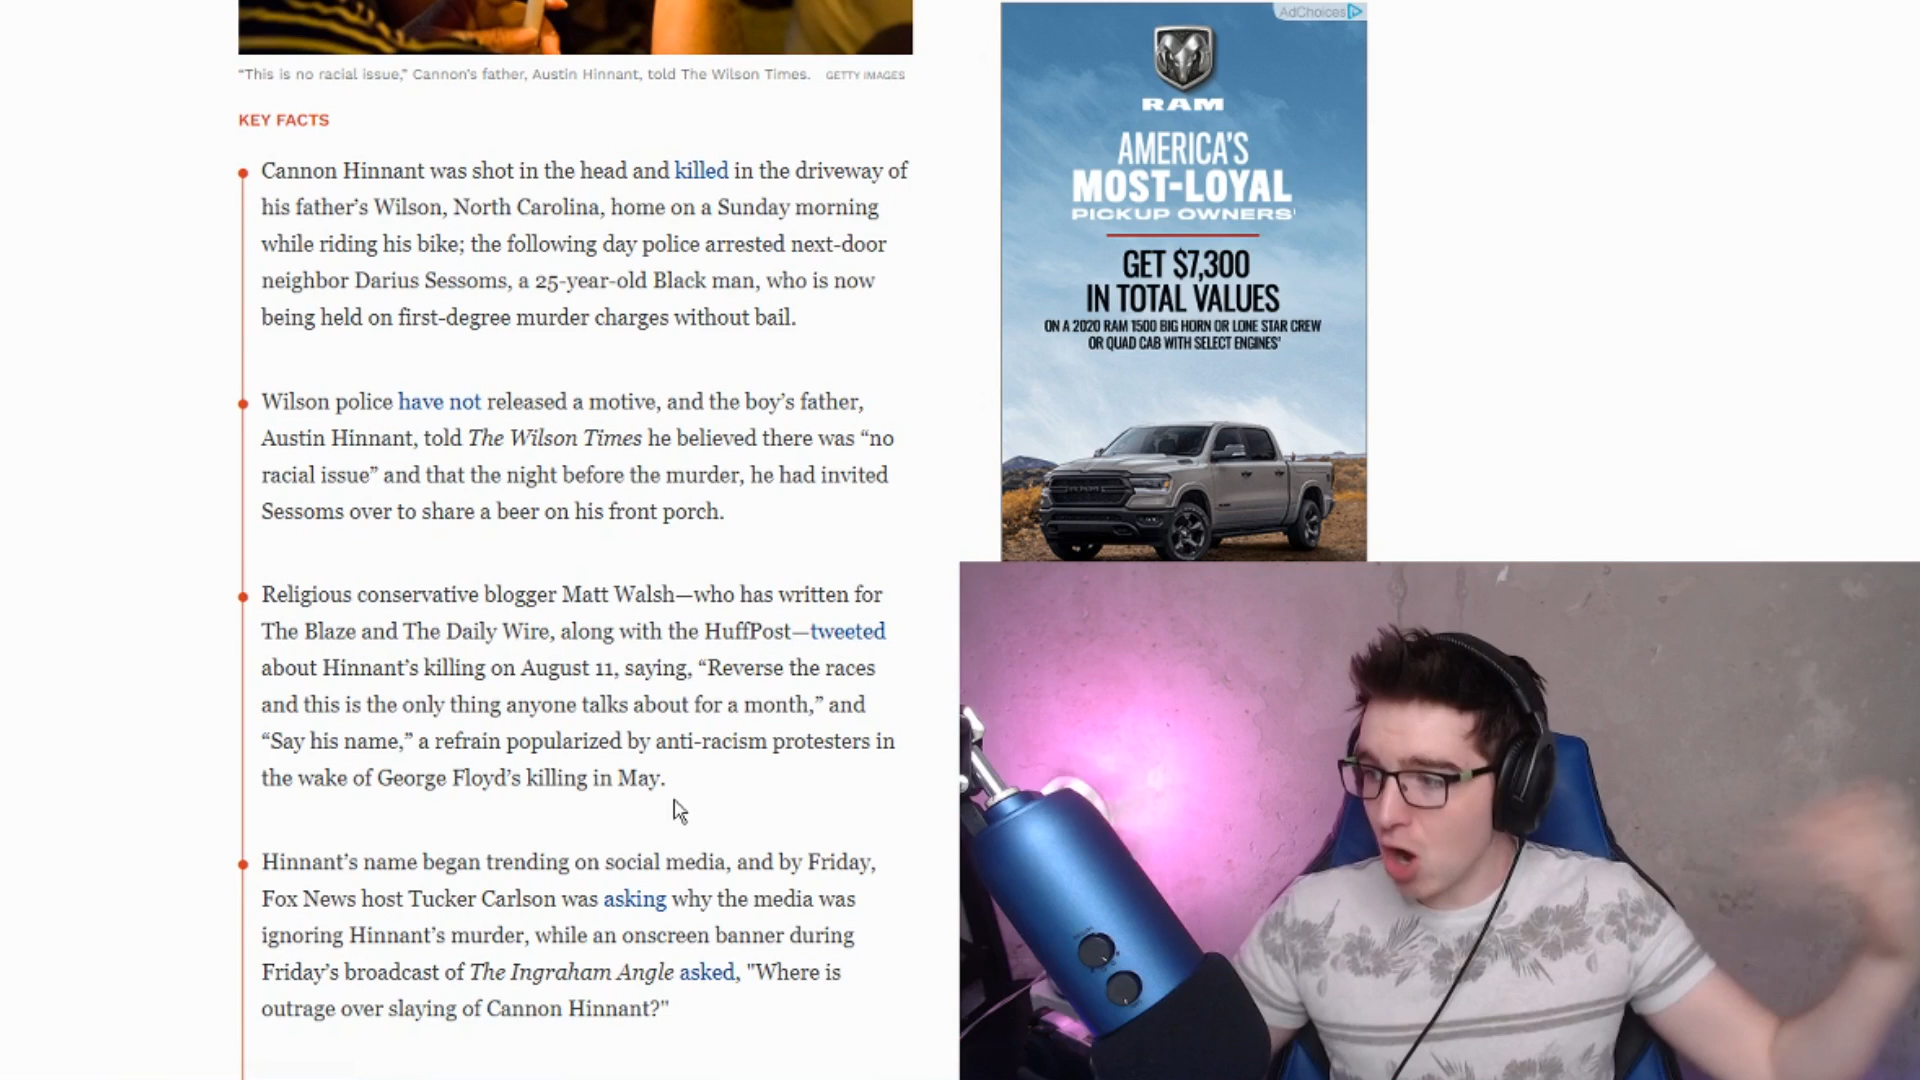 “This is no racial issue,” Cannon’s father, Austin Hinnant, told The Wilson Times. GETTY IMAGES
KEY FACTS
Cannon Hinnant was shot in the head and killed in the driveway of
his father’s Wilson, North Carolina, home on a Sunday morning
while riding his bike; the following day police arrested next-door
neighbor Darius Sessoms, a 25-year-old Black man, who is now
being held on first-degree murder charges without bail.
Wilson police have not released a motive, and the boy’s father,
Austin Hinnant, told The Wilson Times he believed there was “no
racial issue” and that the night before the murder, he had invited
Sessoms over to share a beer on his front porch.
Religious conservative blogger Matt Walsh—who has written for
The Blaze and The Daily Wire, along with the HuffPost—tweeted
about Hinnant’s killing on August 11, saying, “Reverse the races
and this is the only thing anyone talks about for a month,” and
“Say his name,” a refrain popularized by anti-racism protesters in
the wake of George Floyd’s killing in May.
Hinnant’s name began trending on social media, and by Friday,
Fox News host Tucker Carlson was asking why the media was
ignoring Hinnant’s murder, while an onscreen banner during
Friday’s broadcast of The Ingraham Angle asked, "Where is
outrage over slaying of Cannon Hinnant?"
AdChoices
RAM
AMERICA'S
MOST-LOYAL
PICKUP OWNERS¹
GET $7,300
IN TOTAL VALUES
ON A 2020 RAM 1500 BIG HORN OR LONE STAR CREW
OR QUAD CAB WITH SELECT ENGINES*